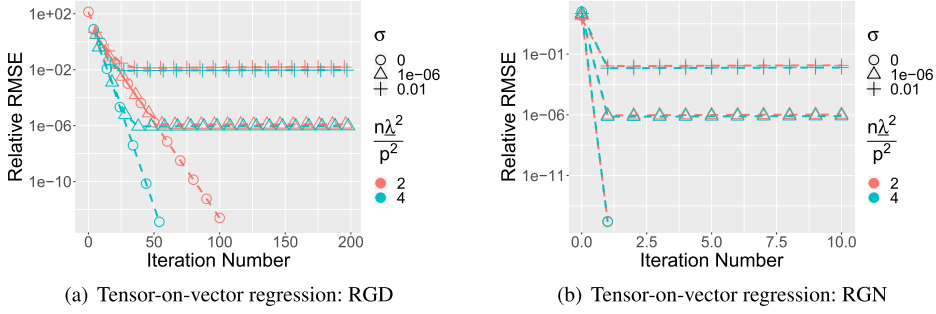 1e+02
1e−02
1e−06
1e−10
Relative RMSE
0 50 100 150 200
Iteration Number
σ
0
1e−06
0.01
nλ²
p²
2
4
(a) Tensor-on-vector regression: RGD
1e−01
1e−06
1e−11
Relative RMSE
0.0 2.5 5.0 7.5 10.0
Iteration Number
σ
0
1e−06
0.01
nλ²
p²
2
4
(b) Tensor-on-vector regression: RGN